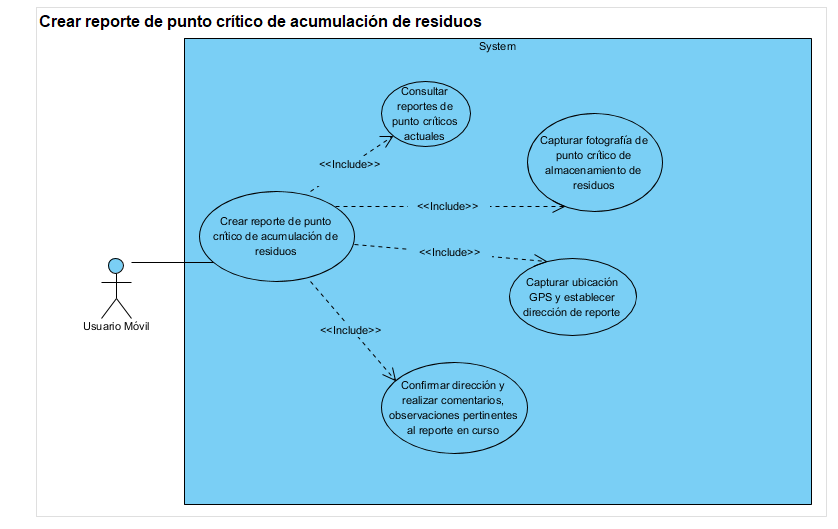 Crear reporte de punto crítico de acumulación de residuos
System
Consultar
reportes de
punto críticos
actuales
Capturar fotografía de
punto crítico de
almacenamiento de
residuos
<<Include>>
<<Include>>
Crear reporte de punto
crítico de acumulación de
residuos
<<Include>>
Capturar ubicación
GPS y establecer
dirección de reporte
Usuario Móvil
<<Include>>
Confirmar dirección y
realizar comentarios,
observaciones pertinentes
al reporte en curso